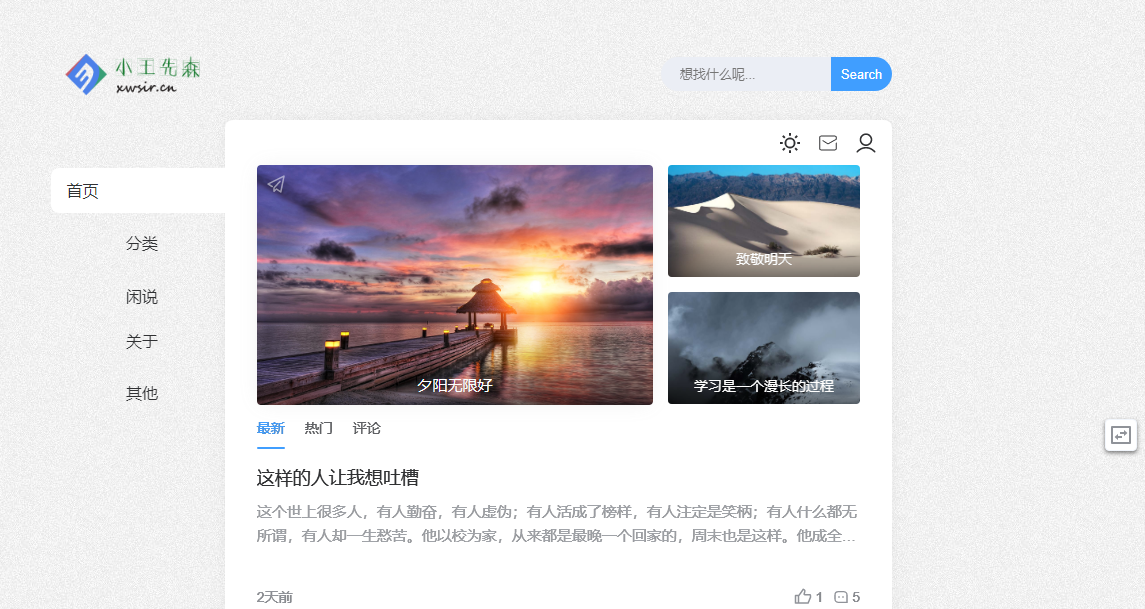 小王先森
xwsir.cn
想找什么呢...
Search
首页
分类
闲说
关于
其他
夕阳无限好
致敬明天
学习是一个漫长的过程
最新 热门 评论
这样的人让我想吐槽
这个世上很多人，有人勤奋，有人虚伪；有人活成了榜样，有人注定是笑柄；有人什么都无
所谓，有人却一生愁苦。他以校为家，从来都是最晚一个回家的，周末也是这样。他成全...
2天前
1 5